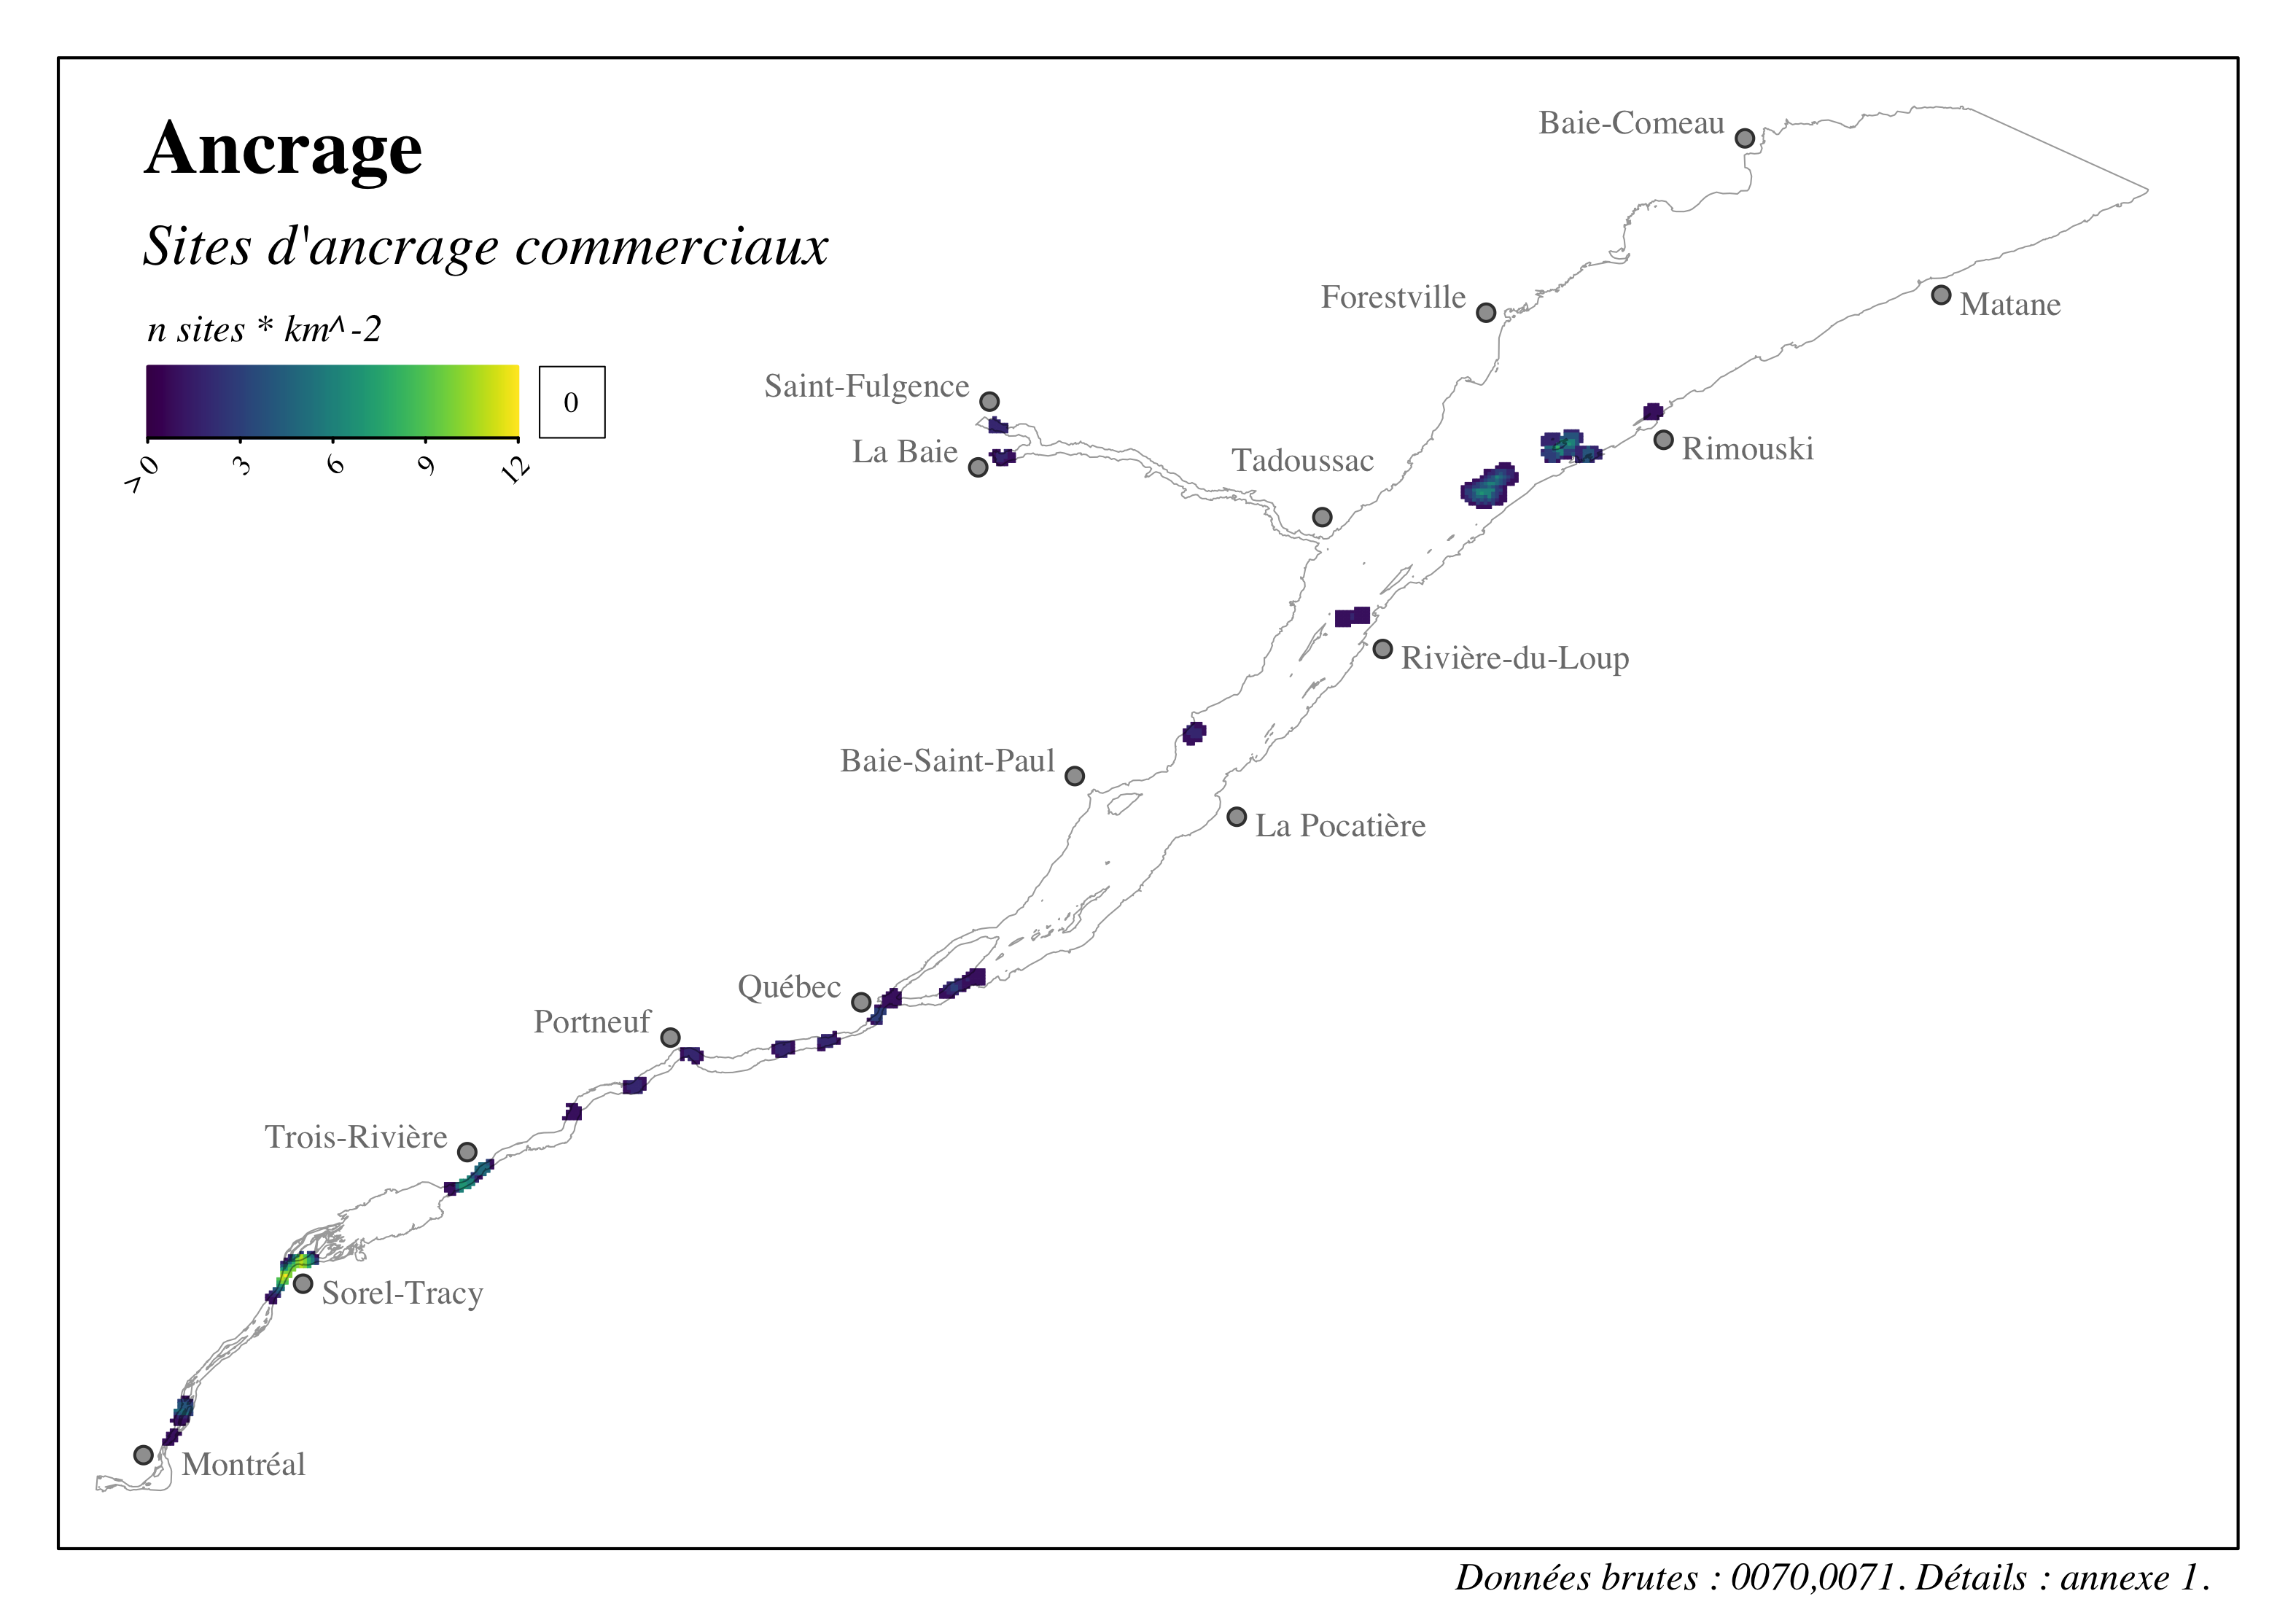 Ancrage
Sites d'ancrage commerciaux
n sites * km^-2
0
> 0
3
6
9
12
Baie-Comeau
Forestville
Matane
Saint-Fulgence
La Baie
Tadoussac
Rimouski
Rivière-du-Loup
Baie-Saint-Paul
La Pocatière
Québec
Portneuf
Trois-Rivière
Sorel-Tracy
Montréal
Données brutes : 0070,0071. Détails : annexe 1.